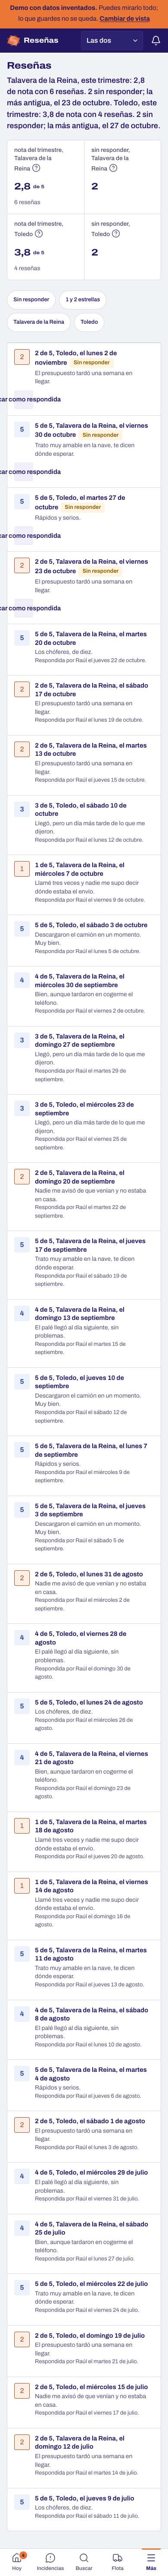 Demo con datos inventados. Puedes mirarlo todo;
lo que guardes no se queda. Cambiar de vista
Reseñas
Las dos
Reseñas
Talavera de la Reina, este trimestre: 2,8
de nota con 6 reseñas. 2 sin responder; la
más antigua, el 23 de octubre. Toledo, este
trimestre: 3,8 de nota con 4 reseñas. 2 sin
responder; la más antigua, el 27 de octubre.
nota del trimestre,
Talavera de la
Reina ?
2,8 de 5
6 reseñas
sin responder,
Talavera de la
Reina ?
2
nota del trimestre,
Toledo ?
3,8 de 5
4 reseñas
sin responder,
Toledo ?
2
Sin responder
1 y 2 estrellas
Talavera de la Reina
Toledo
2
2 de 5, Toledo, el lunes 2 de
noviembre Sin responder
El presupuesto tardó una semana en
llegar.
car como respondida
5
5 de 5, Talavera de la Reina, el viernes
30 de octubre Sin responder
Trato muy amable en la nave, te dicen
dónde esperar.
car como respondida
5
5 de 5, Toledo, el martes 27 de
octubre Sin responder
Rápidos y serios.
car como respondida
2
2 de 5, Talavera de la Reina, el viernes
23 de octubre Sin responder
El presupuesto tardó una semana en
llegar.
car como respondida
5
5 de 5, Talavera de la Reina, el martes
20 de octubre
Los chóferes, de diez.
Respondida por Raúl el jueves 22 de octubre.
2
2 de 5, Talavera de la Reina, el sábado
17 de octubre
El presupuesto tardó una semana en
llegar.
Respondida por Raúl el lunes 19 de octubre.
2
2 de 5, Talavera de la Reina, el martes
13 de octubre
El presupuesto tardó una semana en
llegar.
Respondida por Raúl el jueves 15 de octubre.
3
3 de 5, Toledo, el sábado 10 de
octubre
Llegó, pero un día más tarde de lo que me
dijeron.
Respondida por Raúl el lunes 12 de octubre.
1
1 de 5, Talavera de la Reina, el
miércoles 7 de octubre
Llamé tres veces y nadie me supo decir
dónde estaba el envío.
Respondida por Raúl el viernes 9 de octubre.
5
5 de 5, Toledo, el sábado 3 de octubre
Descargaron el camión en un momento.
Muy bien.
Respondida por Raúl el lunes 5 de octubre.
4
4 de 5, Talavera de la Reina, el
miércoles 30 de septiembre
Bien, aunque tardaron en cogerme el
teléfono.
Respondida por Raúl el viernes 2 de octubre.
3
3 de 5, Talavera de la Reina, el
domingo 27 de septiembre
Llegó, pero un día más tarde de lo que me
dijeron.
Respondida por Raúl el martes 29 de
septiembre.
3
3 de 5, Toledo, el miércoles 23 de
septiembre
Llegó, pero un día más tarde de lo que me
dijeron.
Respondida por Raúl el viernes 25 de
septiembre.
2
2 de 5, Talavera de la Reina, el
domingo 20 de septiembre
Nadie me avisó de que venían y no estaba
en casa.
Respondida por Raúl el martes 22 de
septiembre.
5
5 de 5, Talavera de la Reina, el jueves
17 de septiembre
Trato muy amable en la nave, te dicen
dónde esperar.
Respondida por Raúl el sábado 19 de
septiembre.
4
4 de 5, Talavera de la Reina, el
domingo 13 de septiembre
El palé llegó al día siguiente, sin
problemas.
Respondida por Raúl el martes 15 de
septiembre.
5
5 de 5, Toledo, el jueves 10 de
septiembre
Descargaron el camión en un momento.
Muy bien.
Respondida por Raúl el sábado 12 de
septiembre.
5
5 de 5, Talavera de la Reina, el lunes 7
de septiembre
Rápidos y serios.
Respondida por Raúl el miércoles 9 de
septiembre.
5
5 de 5, Talavera de la Reina, el jueves
3 de septiembre
Descargaron el camión en un momento.
Muy bien.
Respondida por Raúl el sábado 5 de
septiembre.
2
2 de 5, Toledo, el lunes 31 de agosto
Nadie me avisó de que venían y no estaba
en casa.
Respondida por Raúl el miércoles 2 de
septiembre.
4
4 de 5, Toledo, el viernes 28 de
agosto
El palé llegó al día siguiente, sin
problemas.
Respondida por Raúl el domingo 30 de
agosto.
5
5 de 5, Toledo, el lunes 24 de agosto
Los chóferes, de diez.
Respondida por Raúl el miércoles 26 de
agosto.
4
4 de 5, Talavera de la Reina, el viernes
21 de agosto
Bien, aunque tardaron en cogerme el
teléfono.
Respondida por Raúl el domingo 23 de
agosto.
1
1 de 5, Talavera de la Reina, el martes
18 de agosto
Llamé tres veces y nadie me supo decir
dónde estaba el envío.
Respondida por Raúl el jueves 20 de agosto.
1
1 de 5, Talavera de la Reina, el viernes
14 de agosto
Llamé tres veces y nadie me supo decir
dónde estaba el envío.
Respondida por Raúl el domingo 16 de
agosto.
5
5 de 5, Talavera de la Reina, el martes
11 de agosto
Trato muy amable en la nave, te dicen
dónde esperar.
Respondida por Raúl el jueves 13 de agosto.
4
4 de 5, Talavera de la Reina, el sábado
8 de agosto
El palé llegó al día siguiente, sin
problemas.
Respondida por Raúl el lunes 10 de agosto.
5
5 de 5, Talavera de la Reina, el martes
4 de agosto
Rápidos y serios.
Respondida por Raúl el jueves 6 de agosto.
2
2 de 5, Toledo, el sábado 1 de agosto
El presupuesto tardó una semana en
llegar.
Respondida por Raúl el lunes 3 de agosto.
4
4 de 5, Toledo, el miércoles 29 de julio
El palé llegó al día siguiente, sin
problemas.
Respondida por Raúl el viernes 31 de julio.
4
4 de 5, Talavera de la Reina, el sábado
25 de julio
Bien, aunque tardaron en cogerme el
teléfono.
Respondida por Raúl el lunes 27 de julio.
5
5 de 5, Toledo, el miércoles 22 de julio
Trato muy amable en la nave, te dicen
dónde esperar.
Respondida por Raúl el viernes 24 de julio.
2
2 de 5, Toledo, el domingo 19 de julio
El presupuesto tardó una semana en
llegar.
Respondida por Raúl el martes 21 de julio.
2
2 de 5, Toledo, el miércoles 15 de julio
Nadie me avisó de que venían y no estaba
en casa.
Respondida por Raúl el viernes 17 de julio.
2
2 de 5, Talavera de la Reina, el
domingo 12 de julio
El presupuesto tardó una semana en
llegar.
Respondida por Raúl el martes 14 de julio.
5
5 de 5, Toledo, el jueves 9 de julio
Los chóferes, de diez.
Respondida por Raúl el sábado 11 de julio.
Hoy
Incidencias
Buscar
Flota
Más